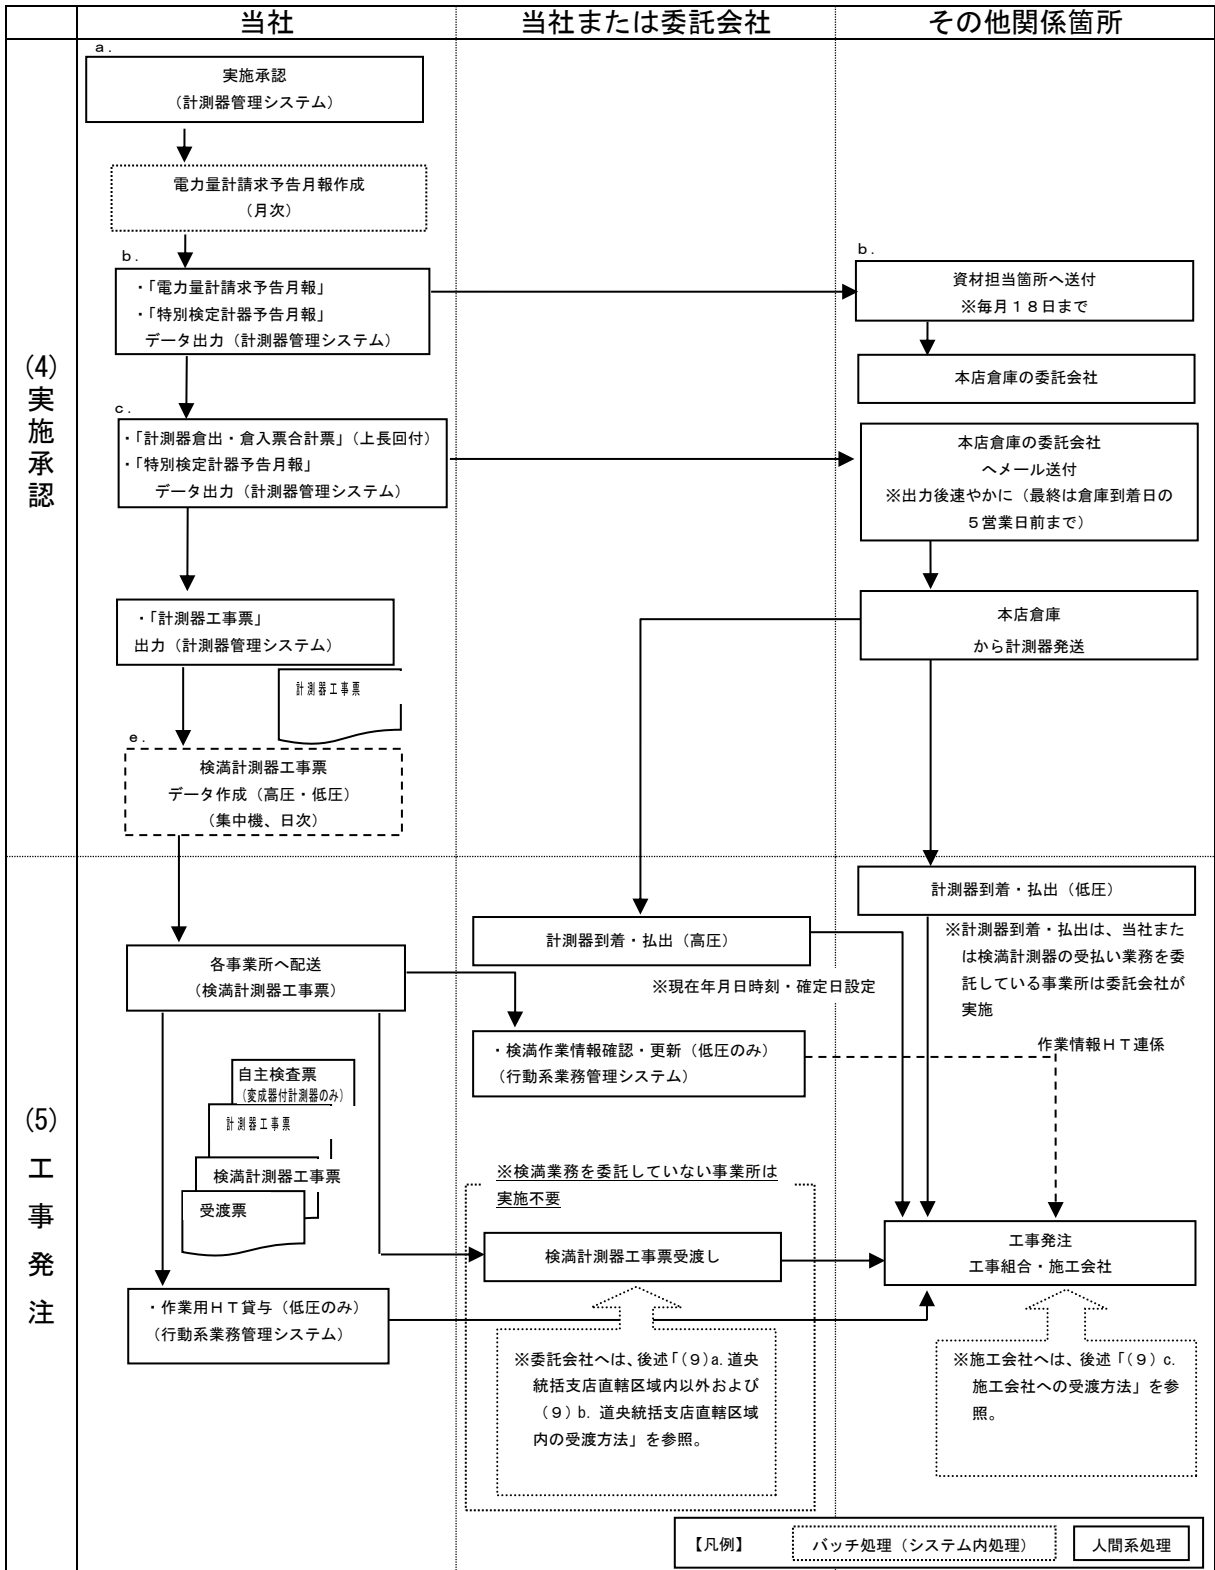 当社
当社または委託会社
その他関係箇所
(4)
実施承認
a.
実施承認
(計測器管理システム)
電力量計請求予告月報作成
(月次)
b.
・「電力量計請求予告月報」
・「特別検定計器予告月報」
データ出力(計測器管理システム)
b.
資材担当箇所へ送付
※毎月18日まで
本店倉庫の委託会社
c.
・「計測器倉出・倉入票合計票」(上長回付)
・「特別検定計器予告月報」
データ出力(計測器管理システム)
本店倉庫の委託会社
へメール送付
※出力後速やかに(最終は倉庫到着日の
5営業日前まで)
・「計測器工事票」
出力(計測器管理システム)
計測器工事票
本店倉庫
から計測器発送
e.
検満計測器工事票
データ作成(高圧・低圧)
(集中機、日次)
(5)
工事発注
計測器到着・払出(低圧)
計測器到着・払出(高圧)
※計測器到着・払出は、当社また
は検満計測器の受払い業務を委
託している事業所は委託会社が
実施
各事業所へ配送
(検満計測器工事票)
※現在年月日時刻・確定日設定
・検満作業情報確認・更新(低圧のみ)
(行動系業務管理システム)
作業情報HT連係
自主検査票
(変成器付計測器のみ)
計測器工事票
検満計測器工事票
受渡票
※検満業務を委託していない事業所は
実施不要
検満計測器工事票受渡し
工事発注
工事組合・施工会社
・作業用HT貸与(低圧のみ)
(行動系業務管理システム)
※委託会社へは、後述「(9)a.道央
統括支店直轄区域内以外および
(9)b. 道央統括支店直轄区域
内の受渡方法」を参照。
※施工会社へは、後述「(9) c.
施工会社への受渡方法」を参
照。
【凡例】
バッチ処理(システム内処理)
人間系処理